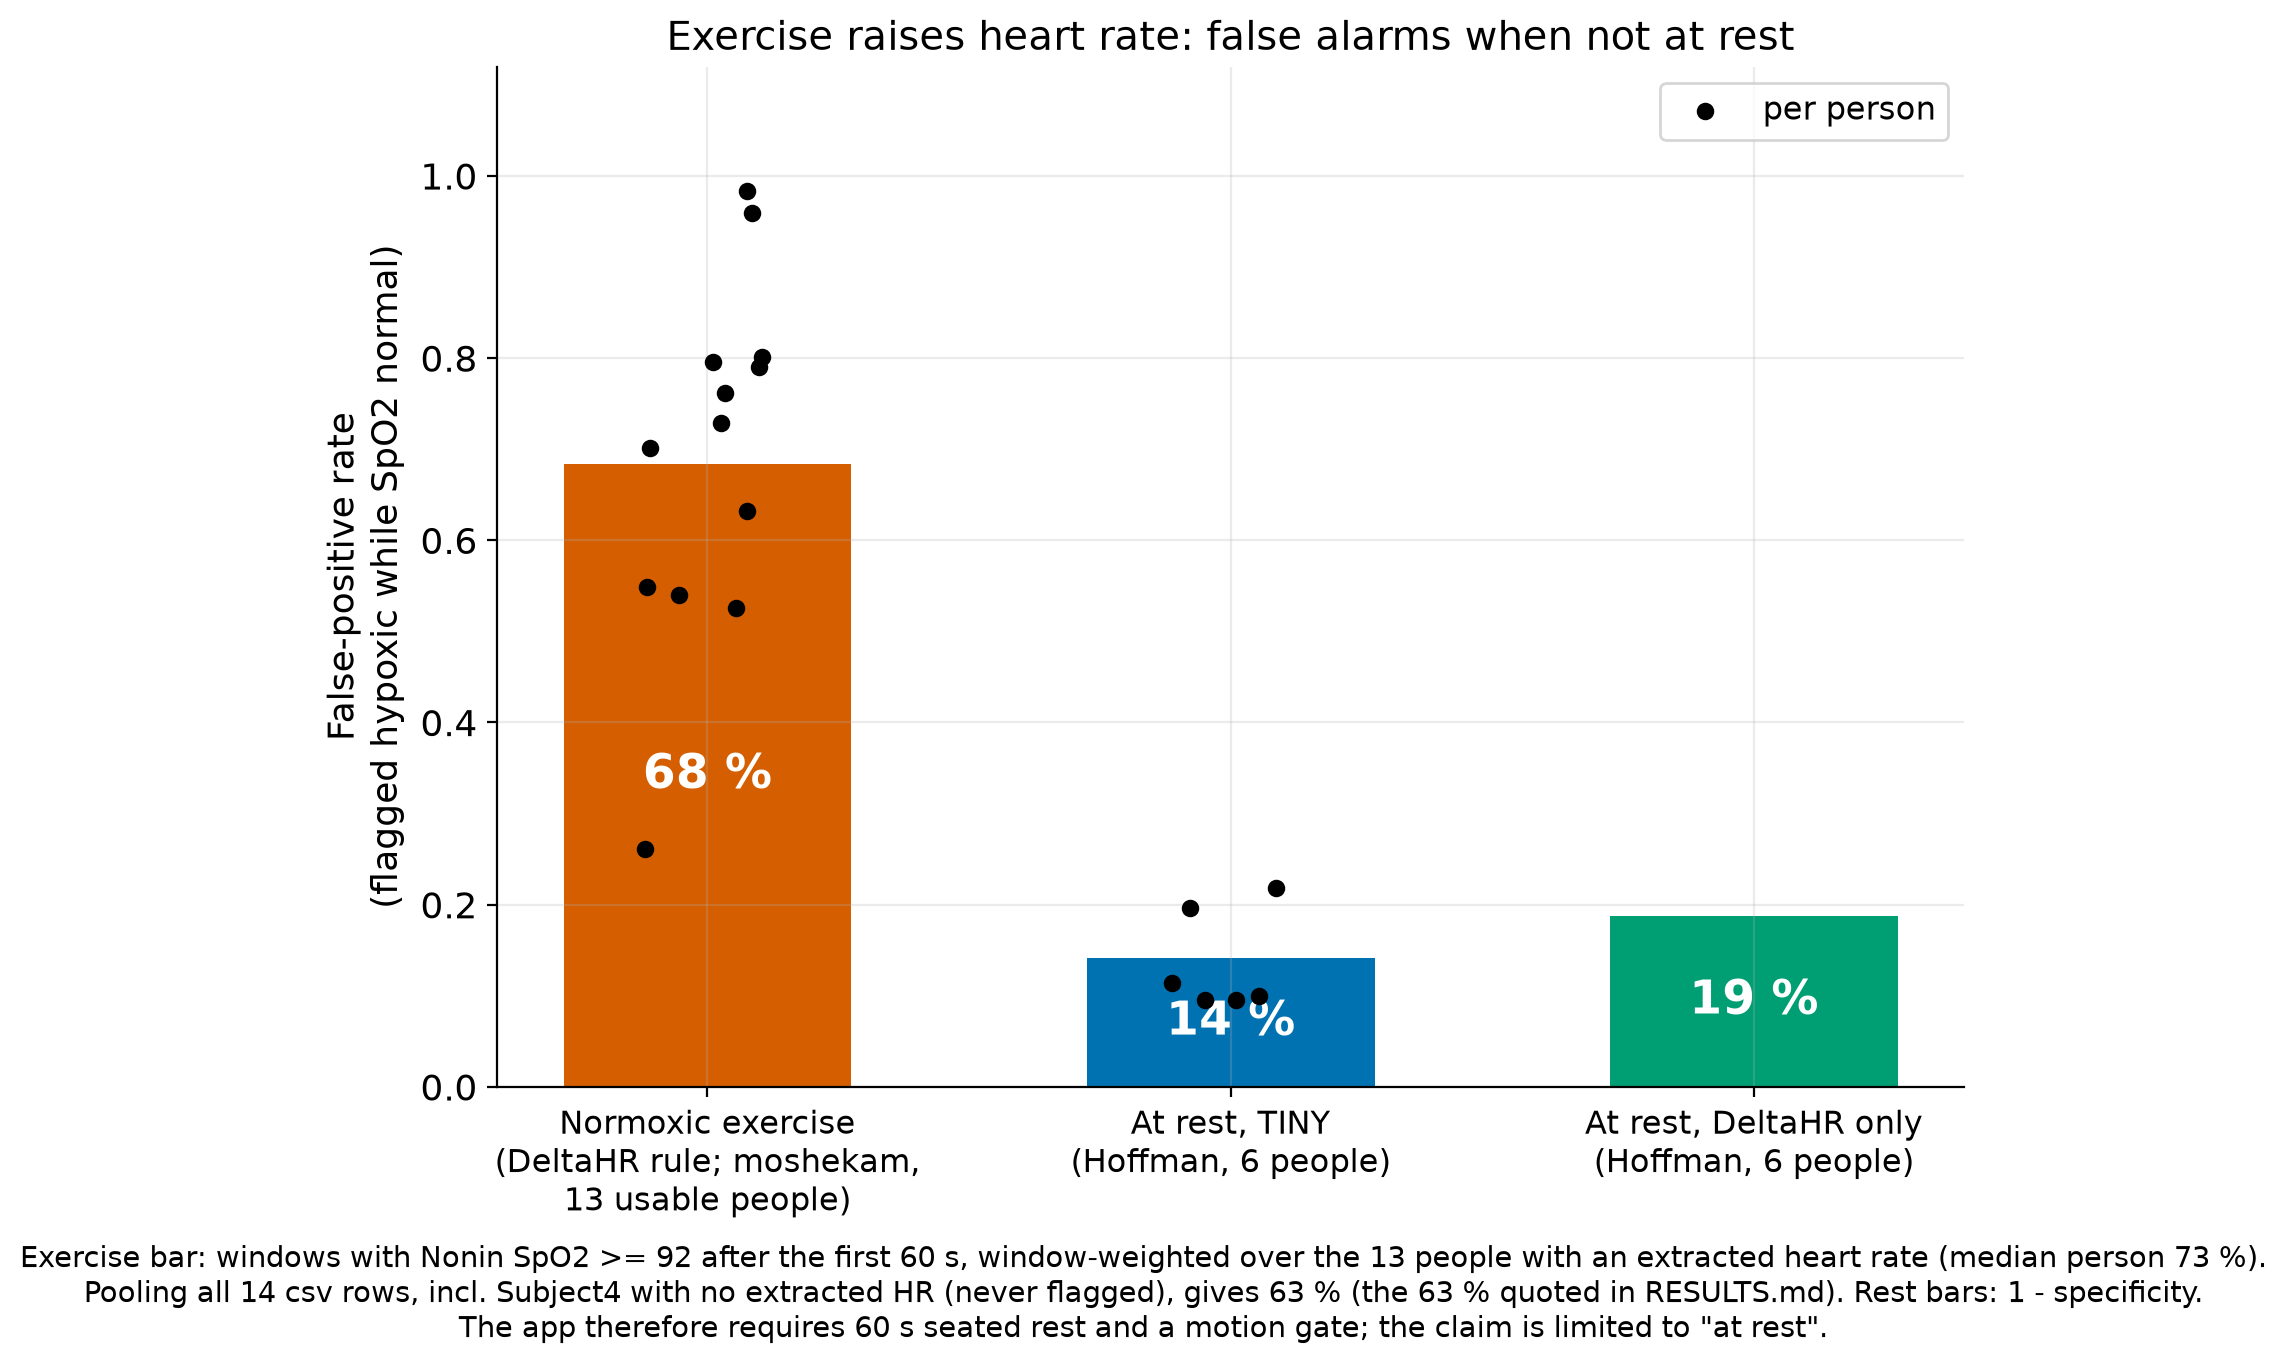 Exercise raises heart rate: false alarms when not at rest
per person
False-positive rate
(flagged hypoxic while SpO2 normal)
1.0
0.8
0.6
0.4
0.2
0.0
68 %
14 %
19 %
Normoxic exercise
(DeltaHR rule; moshekam,
13 usable people)
At rest, TINY
(Hoffman, 6 people)
At rest, DeltaHR only
(Hoffman, 6 people)
Exercise bar: windows with Nonin SpO2 >= 92 after the first 60 s, window-weighted over the 13 people with an extracted heart rate (median person 73 %).
Pooling all 14 csv rows, incl. Subject4 with no extracted HR (never flagged), gives 63 % (the 63 % quoted in RESULTS.md). Rest bars: 1 - specificity.
The app therefore requires 60 s seated rest and a motion gate; the claim is limited to "at rest".